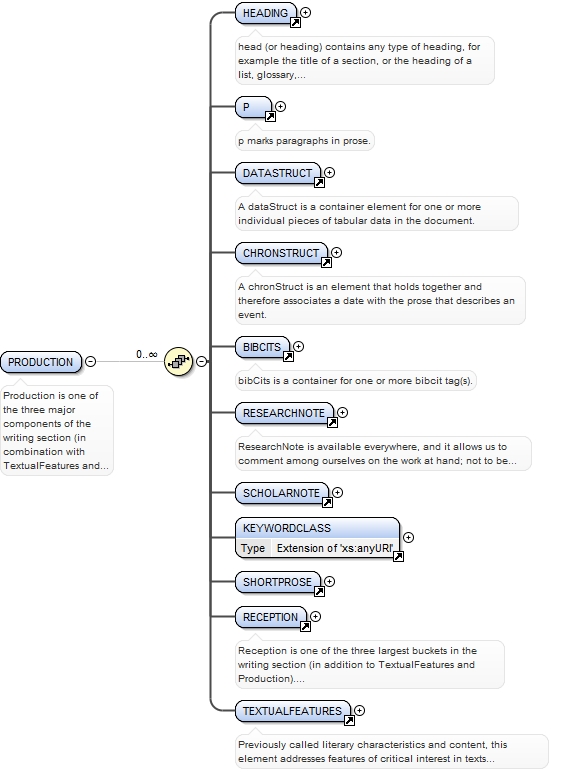 HEADING
head (or heading) contains any type of heading, for
example the title of a section, or the heading of a
list, glossary,...
P
p marks paragraphs in prose.
DATASTRUCT
A dataStruct is a container element for one or more
individual pieces of tabular data in the document.
CHRONSTRUCT
A chronStruct is an element that holds together and
therefore associates a date with the prose that describes an
event.
BIBCITS
bibCits is a container for one or more bibcit tag(s).
0..∞
PRODUCTION
Production is one of
the three major
components of the
writing section (in
combination with
TextualFeatures and...
RESEARCHNOTE
ResearchNote is available everywhere, and it allows us to
comment among ourselves on the work at hand; not to be...
SCHOLARNOTE
KEYWORDCLASS
Type Extension of 'xs:anyURI'
SHORTPROSE
RECEPTION
Reception is one of the three largest buckets in the
writing section (in addition to TextualFeatures and
Production)....
TEXTUALFEATURES
Previously called literary characteristics and content, this
element addresses features of critical interest in texts...